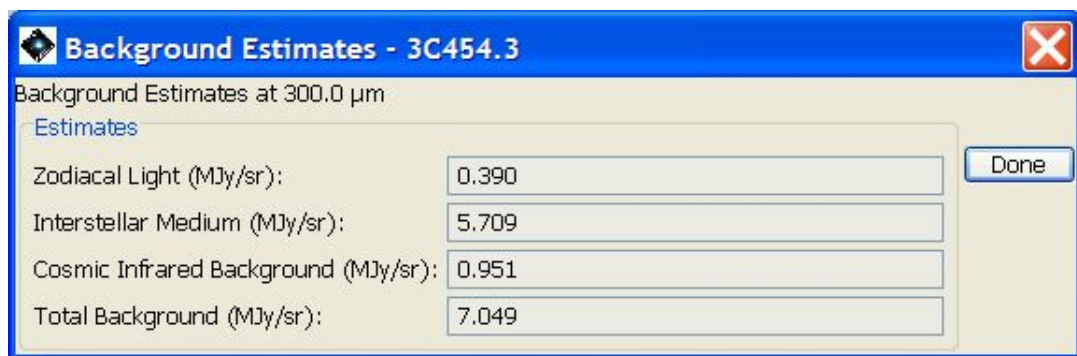 Background Estimates - 3C454.3
Background Estimates at 300.0 µm
Estimates
Zodiacal Light (MJy/sr): 0.390
Done
Interstellar Medium (MJy/sr): 5.709
Cosmic Infrared Background (MJy/sr): 0.951
Total Background (MJy/sr): 7.049